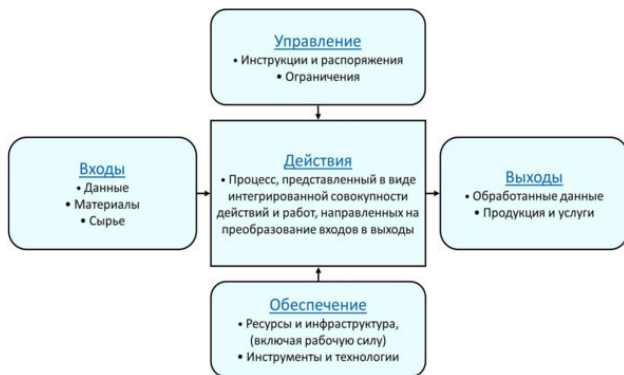 Управление
• Инструкции и распоряжения
• Ограничения
Входы
• Данные
• Материалы
• Сырье
Действия
• Процесс, представленный в виде
интегрированной совокупности
действий и работ, направленных на
преобразование входов в выходы
Выходы
• Обработанные данные
• Продукция и услуги
Обеспечение
• Ресурсы и инфраструктура,
(включая рабочую силу)
• Инструменты и технологии